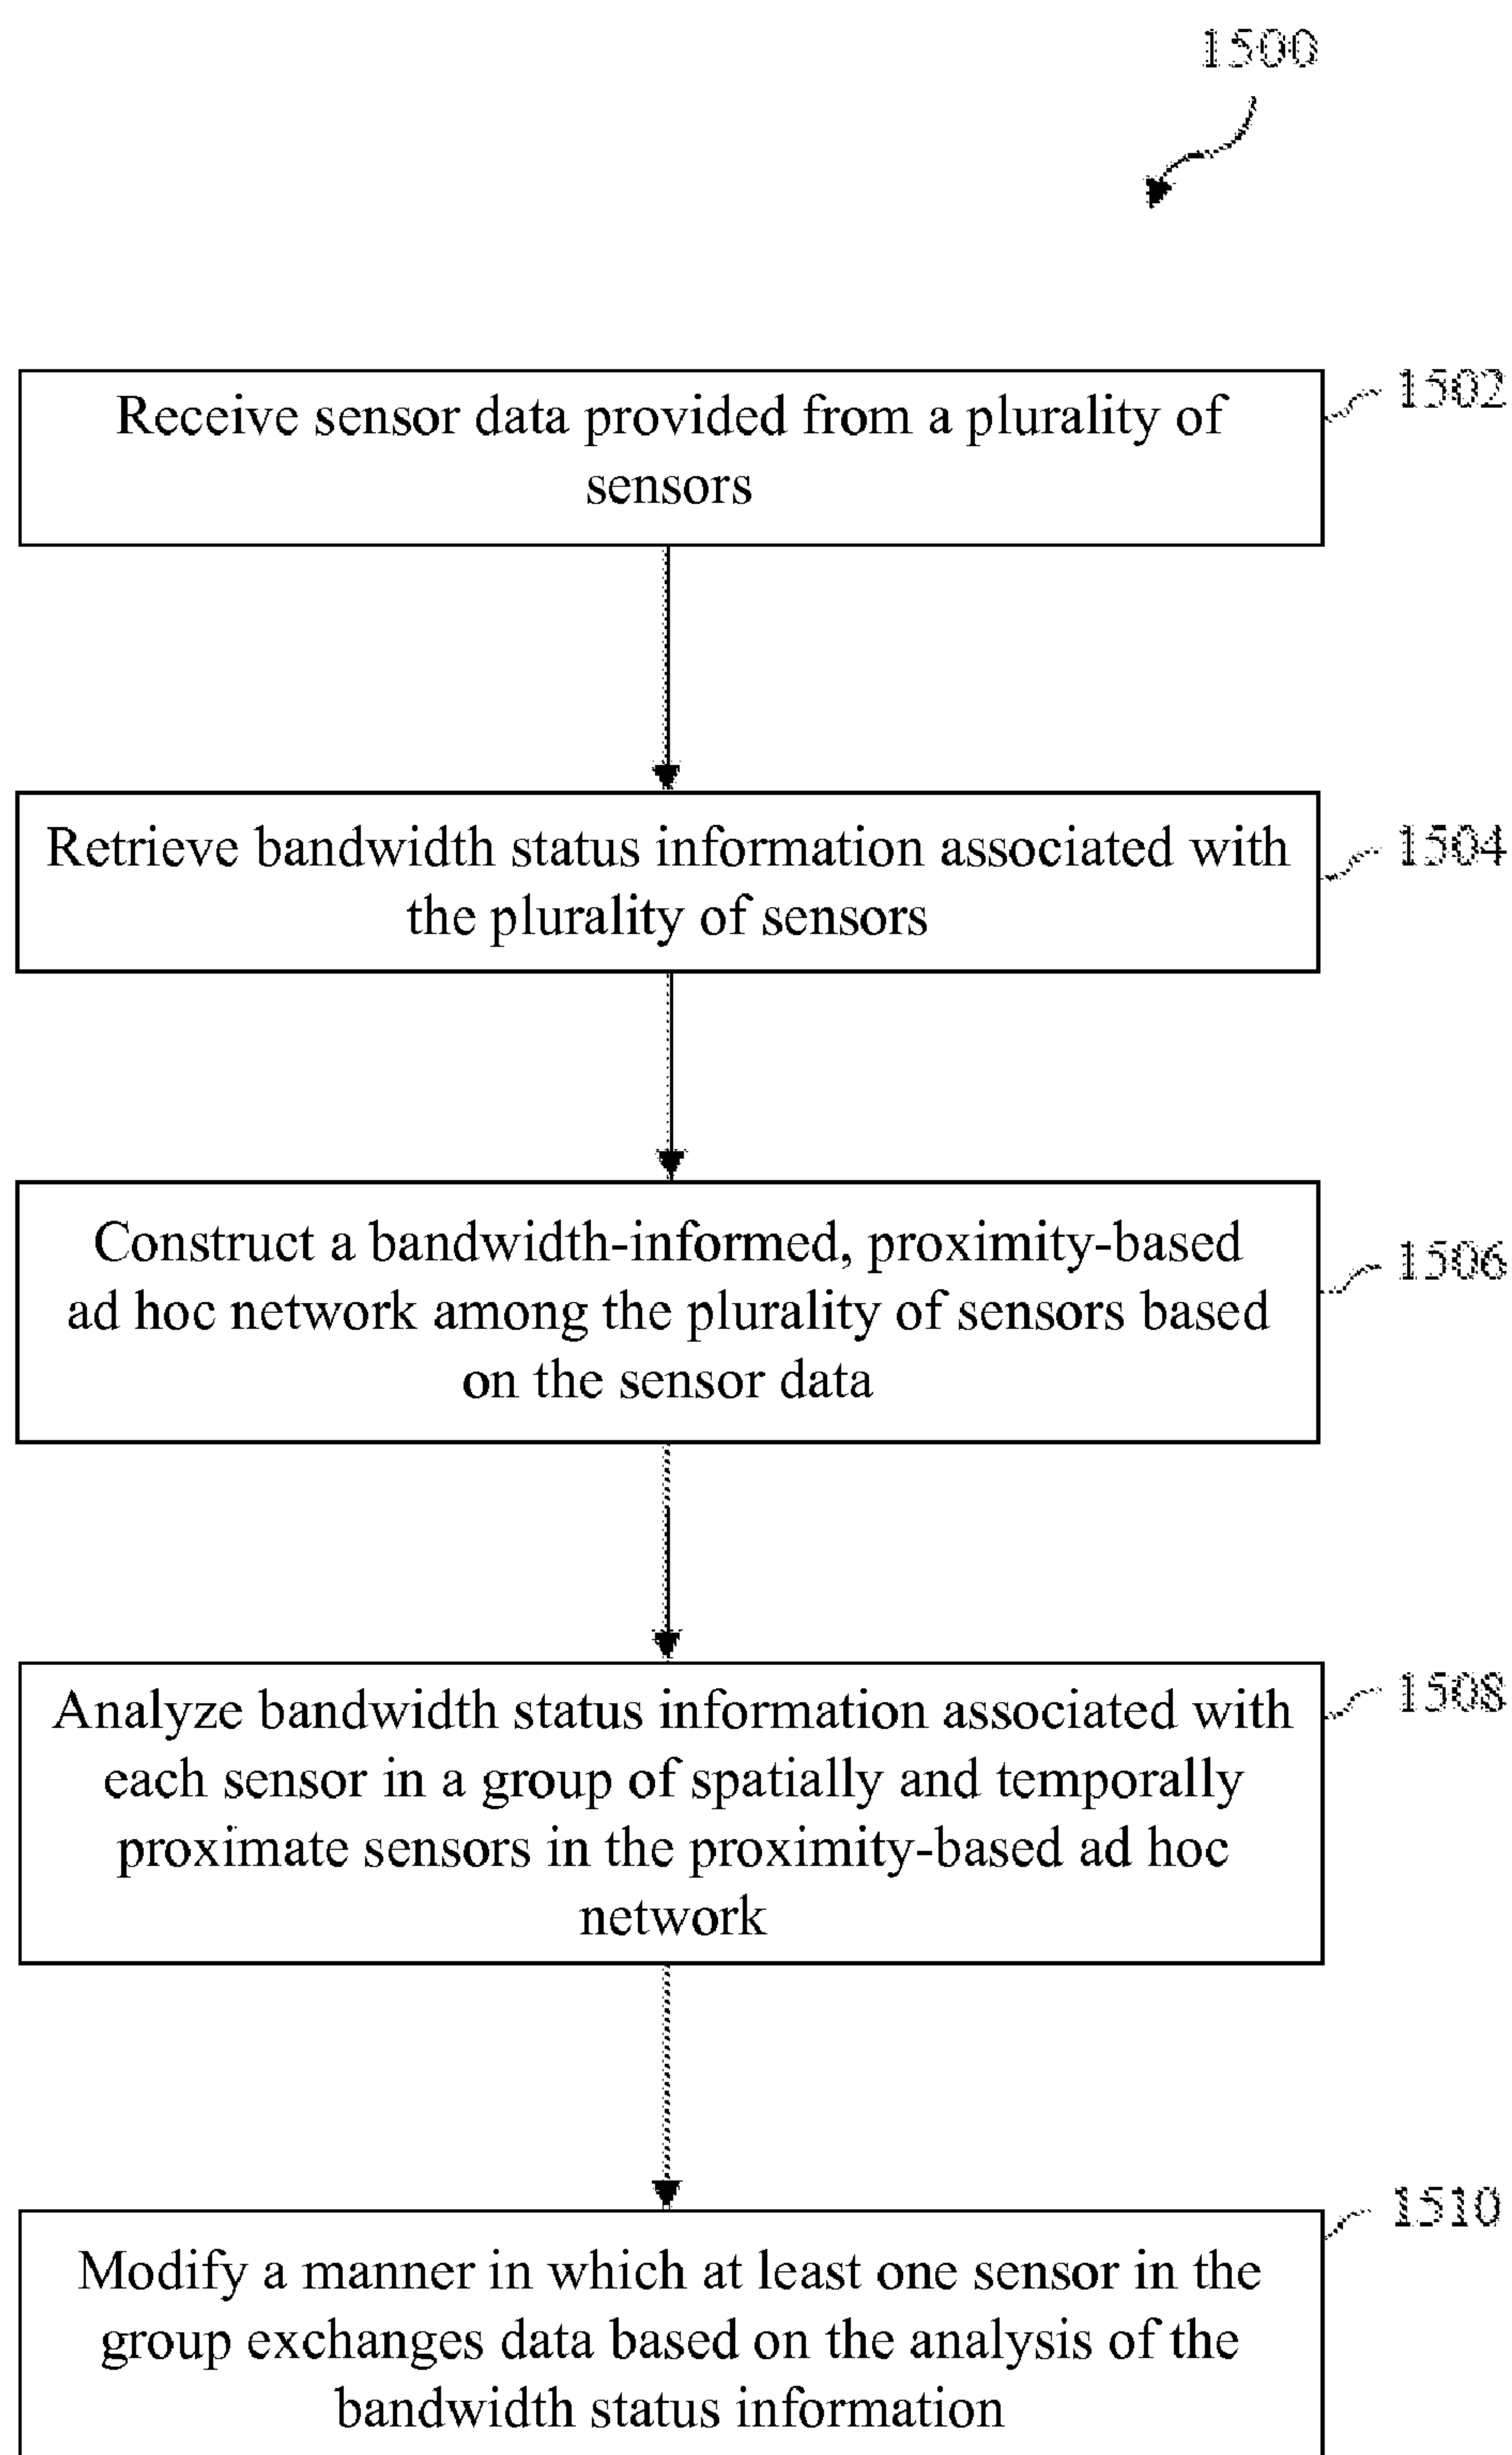 1500
Receive sensor data provided from a plurality of
sensors
1502
Retrieve bandwidth status information associated with
the plurality of sensors
1504
Construct a bandwidth-informed, proximity-based
ad hoc network among the plurality of sensors based
on the sensor data
1506
Analyze bandwidth status information associated with
each sensor in a group of spatially and temporally
proximate sensors in the proximity-based ad hoc
network
1508
Modify a manner in which at least one sensor in the
group exchanges data based on the analysis of the
bandwidth status information
1510